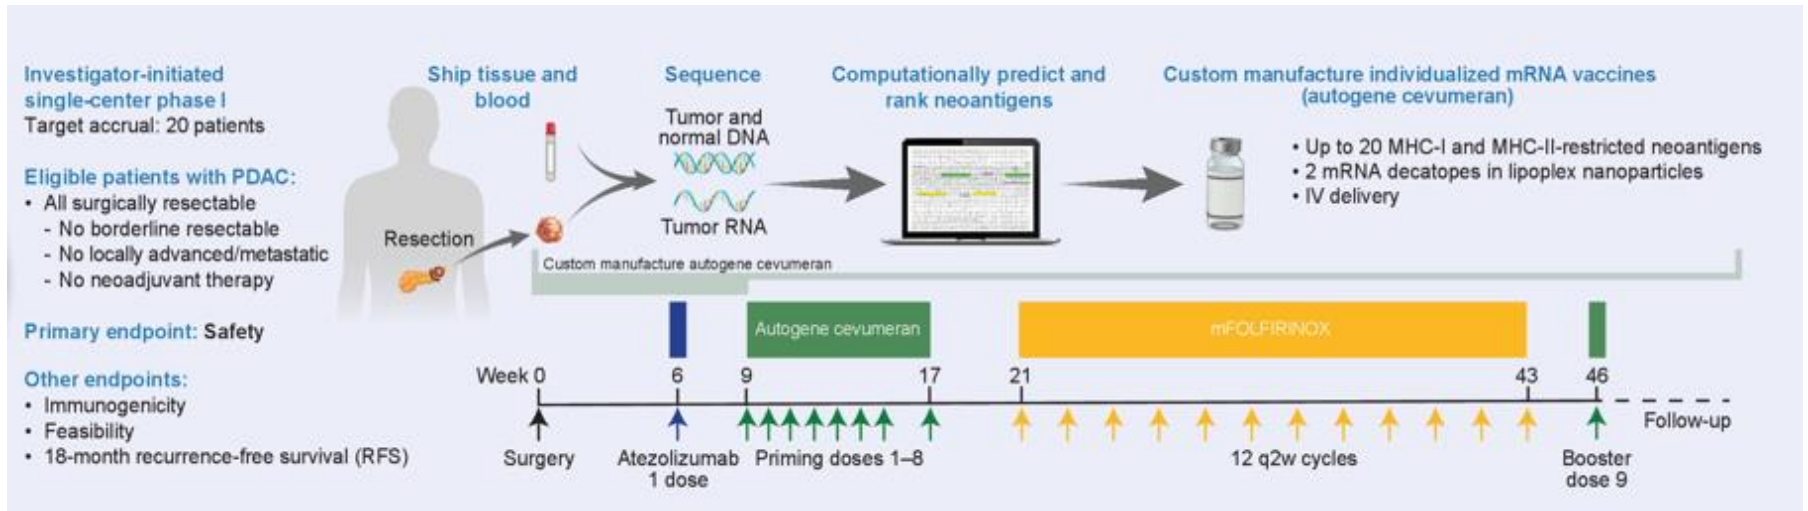 Investigator-initiated
single-center phase I
Target accrual: 20 patients
Eligible patients with PDAC:
• All surgically resectable
- No borderline resectable
- No locally advanced/metastatic
- No neoadjuvant therapy
Primary endpoint: Safety
Other endpoints:
• Immunogenicity
• Feasibility
• 18-month recurrence-free survival (RFS)
Resection
Ship tissue and
blood
Sequence
Tumor and
normal DNA
Tumor RNA
Computationally predict and
rank neoantigens
Custom manufacture individualized mRNA vaccines
(autogene cevumeran)
• Up to 20 MHC-I and MHC-II-restricted neoantigens
• 2 mRNA decatopes in lipoplex nanoparticles
• IV delivery
Custom manufacture autogene cevumeran
Autogene cevumeran
mFOLFIRINOX
Week 0 6 9 17 21 43 46
Follow-up
Surgery
Atezolizumab
1 dose
Priming doses 1–8
12 q2w cycles
Booster
dose 9